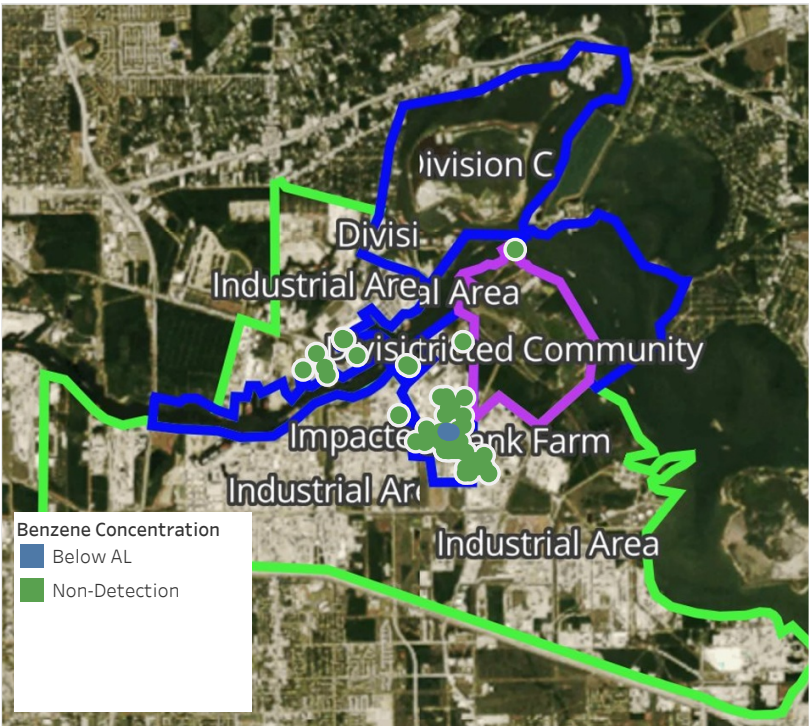 Division C
Divisi
Industrial Area
al Area
Divisi
tricted Community
Impacte
ank Farm
Industrial Are
Industrial Area
Benzene Concentration
Below AL
Non-Detection